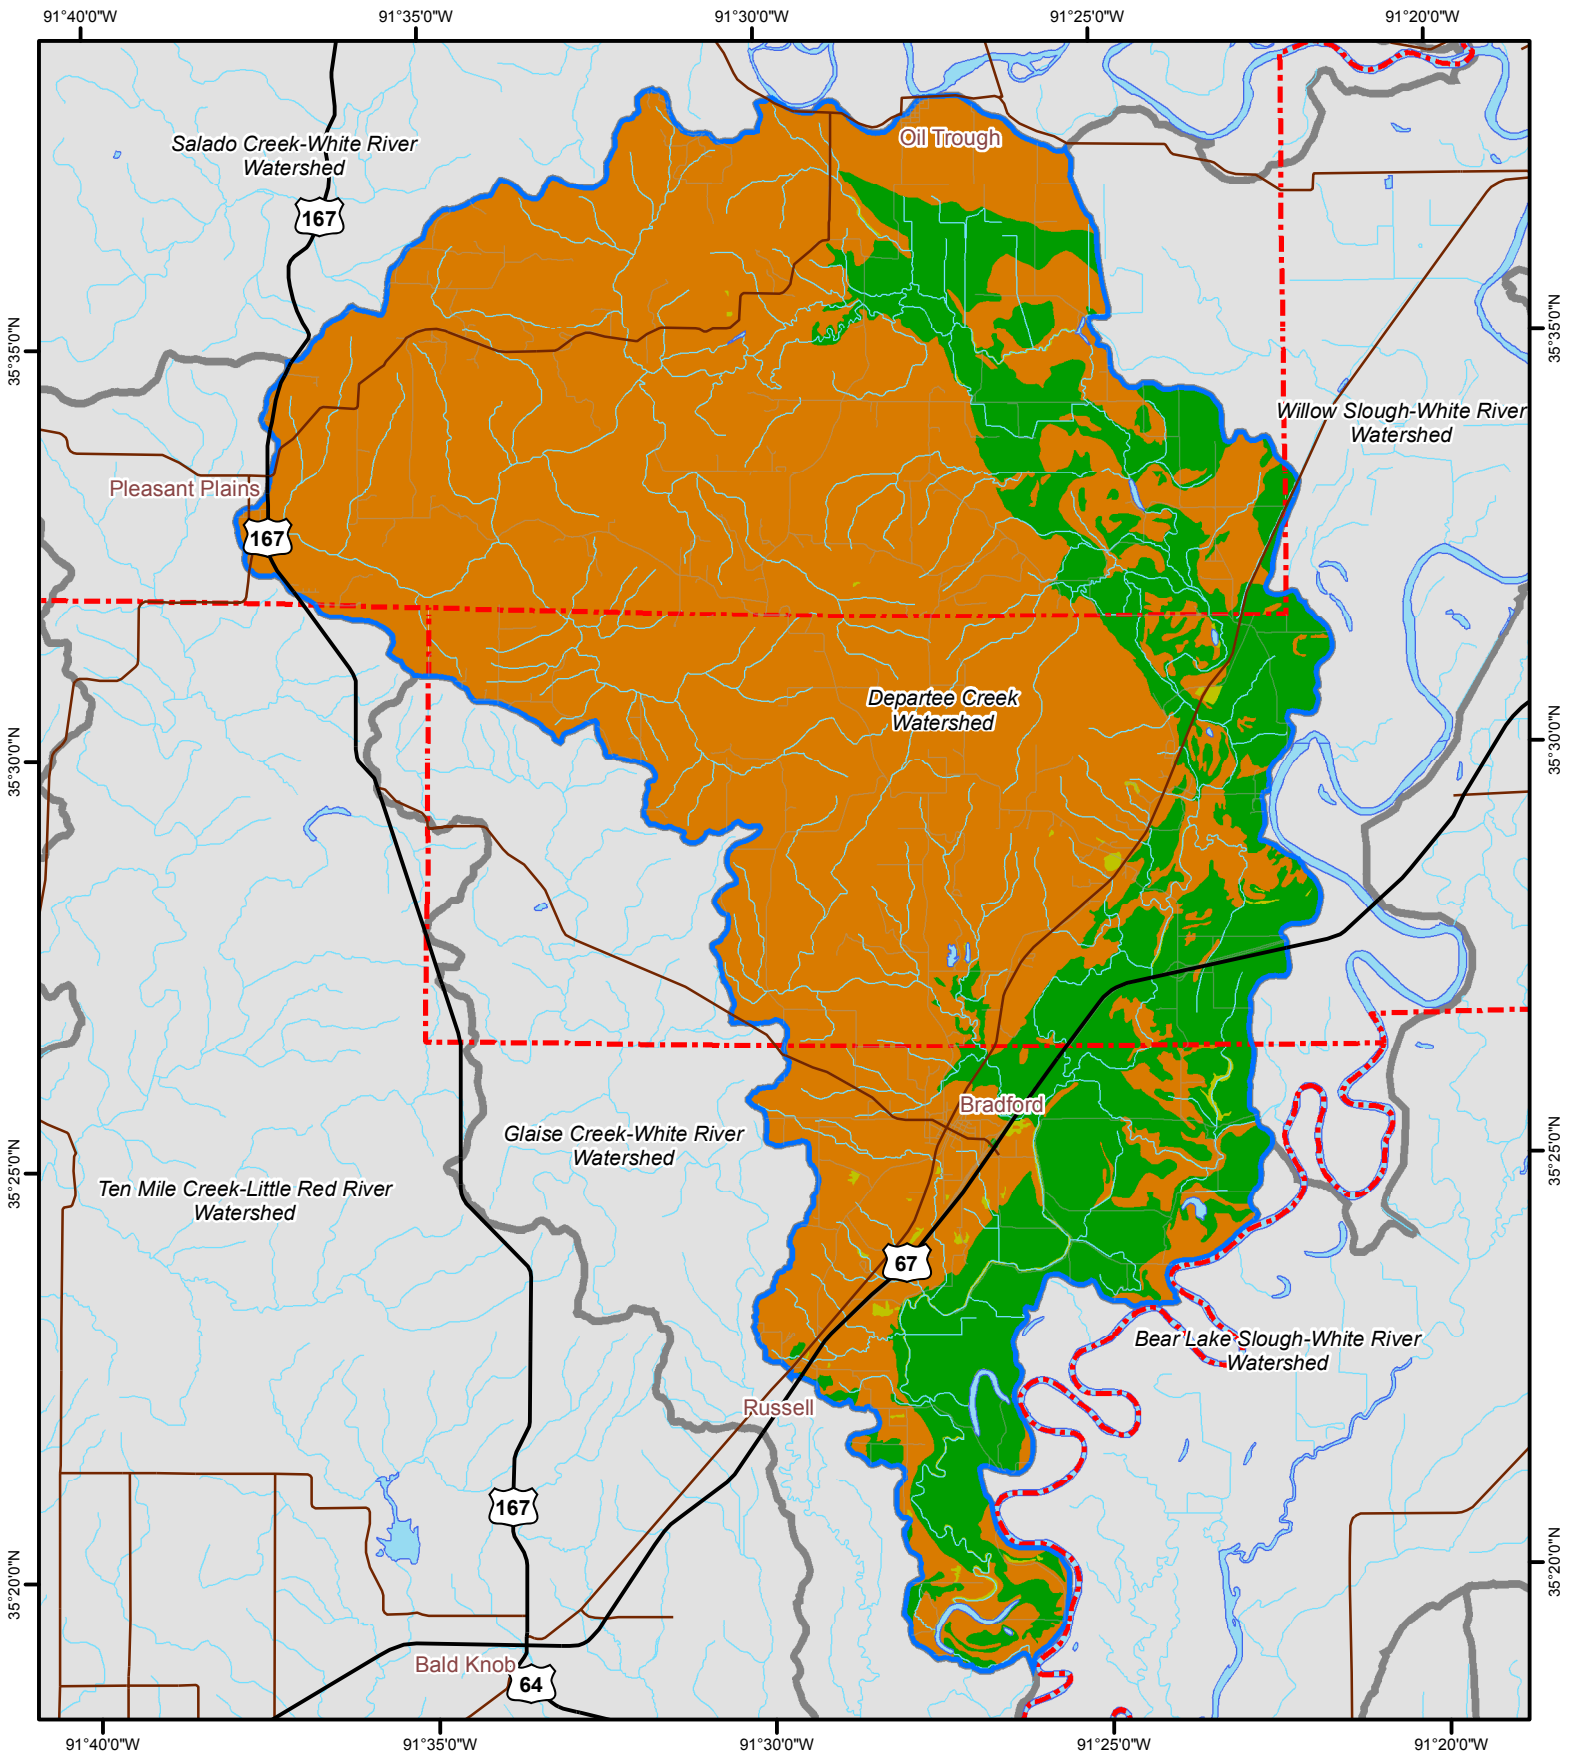 91°40'0"W
91°35'0"W
91°30'0"W
91°25'0"W
91°20'0"W
Oil Trough
Salado Creek-White River
Watershed
167
35°35'0"N
35°35'0"N
Willow Slough-White River
Watershed
Pleasant Plains
167
Departee Creek
Watershed
35°30'0"N
35°30'0"N
Bradford
Glaise Creek-White River
Watershed
35°25'0"N
35°25'0"N
Ten Mile Creek-Little Red River
Watershed
67
Bear Lake Slough-White River
Watershed
Russell
167
35°20'0"N
35°20'0"N
Bald Knob
64
91°40'0"W
91°35'0"W
91°30'0"W
91°25'0"W
91°20'0"W